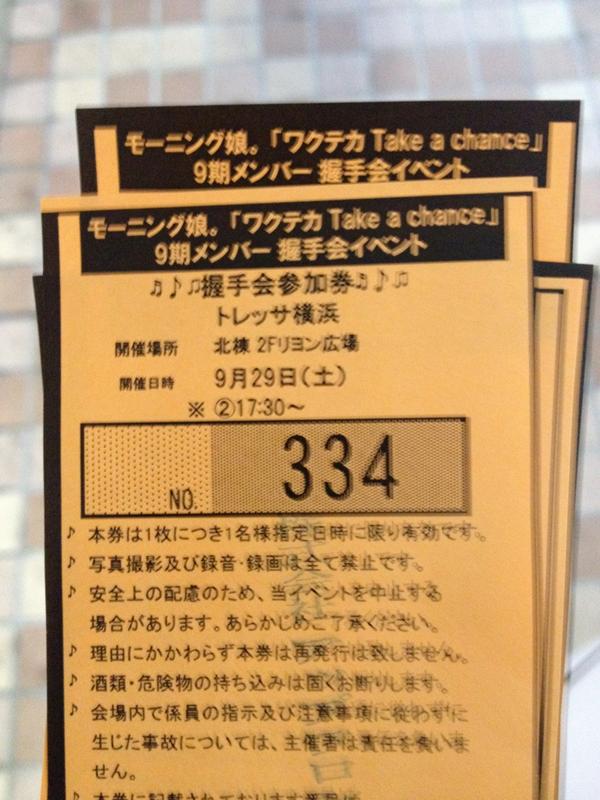 モーニング娘。「ワクテカ Take a chance」
9期メンバー 握手会イベント
モーニング娘。「ワクテカ Take a chance」
9期メンバー 握手会イベント
♫♪♫握手会参加券♫♪♫
トレッサ横浜
開催場所 北棟 2Fリヨン広場
開催日時 9月29日(土)
※ ②17:30～
NO. 334
♪ 本券は1枚につき1名様指定日時に限り有効です。
♪ 写真撮影及び録音・録画は全て禁止です。
♪ 安全上の配慮のため、当イベントを中止する
場合があります。あらかじめご了承ください。
♪ 理由にかかわらず本券は再発行は致しません。
♪ 酒類・危険物の持ち込みは固くお断りします。
♪ 会場内で係員の指示及び注意事項に従わずに
生じた事故については、主催者は責任を負いま
せん。
♪ 本券に記載されております